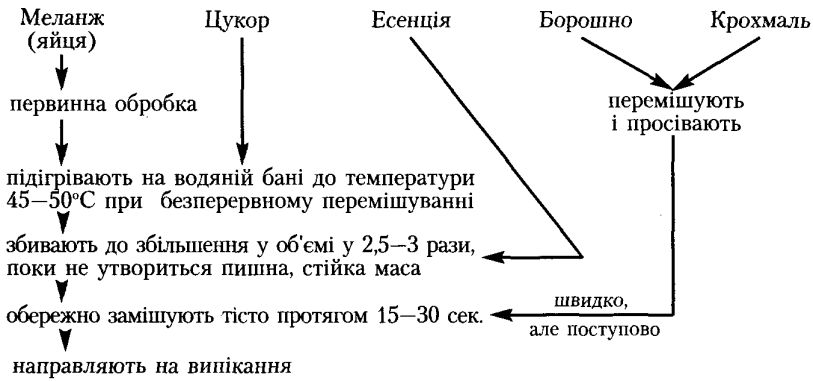 Меланж
(яйця)
Цукор
Есенція
Борошно
Крохмаль
первинна обробка
перемішують
і просівають
підігрівають на водяній бані до температури
45—50°С при безперервному перемішуванні
збивають до збільшення у об'ємі у 2,5—3 рази,
поки не утвориться пишна, стійка маса
обережно замішують тісто протягом 15—30 сек.
швидко,
але поступово
направляють на випікання